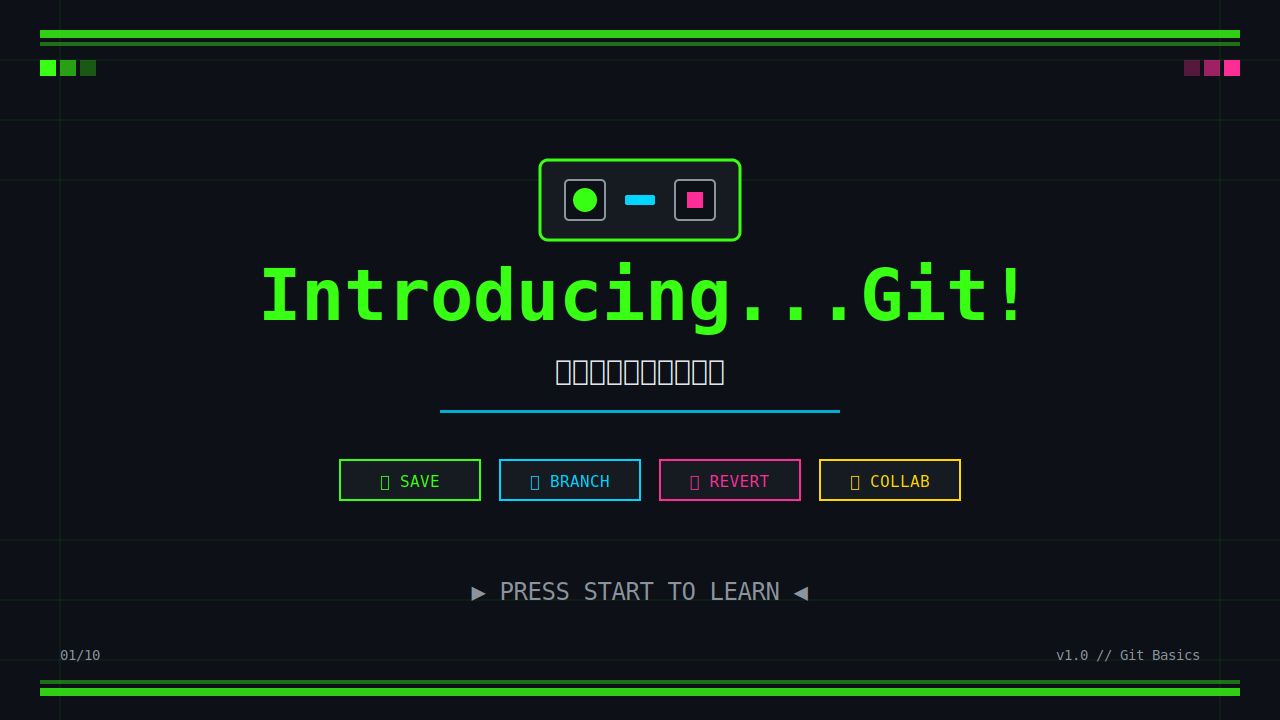 Introducing...Git!
SAVE
BRANCH
REVERT
COLLAB
▶ PRESS START TO LEARN ◀
01/10
v1.0 // Git Basics